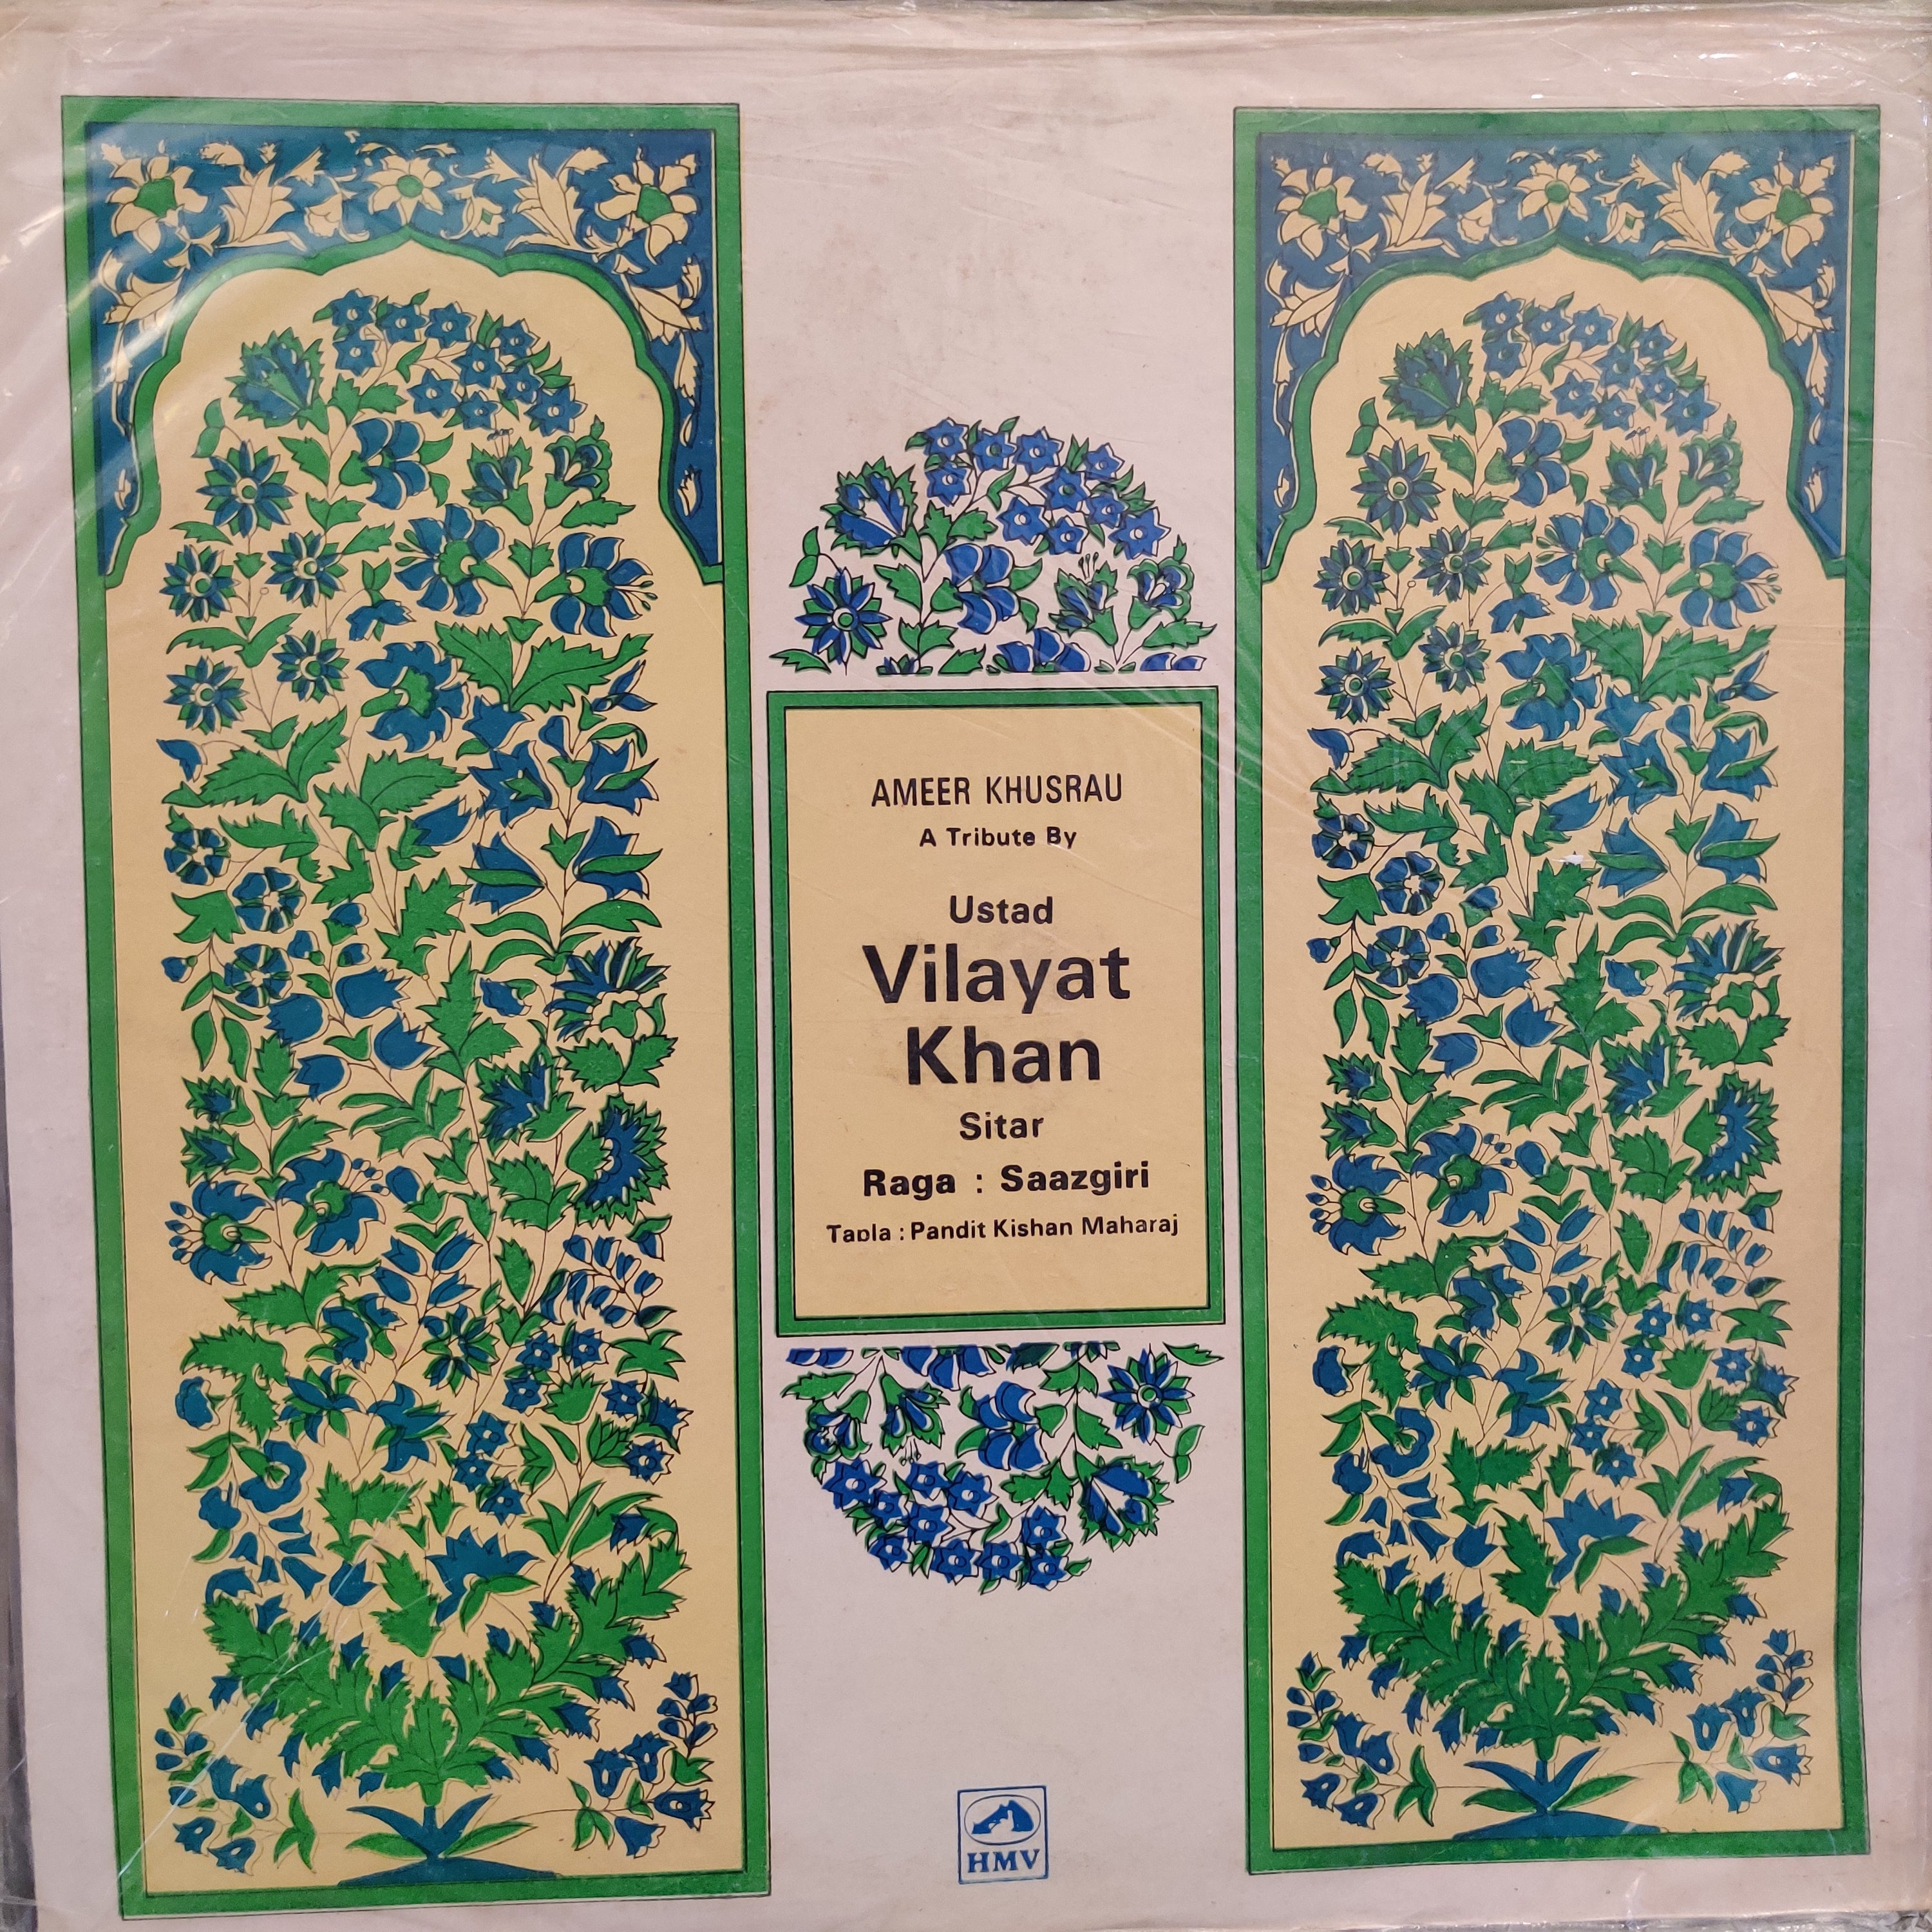 AMEER KHUSRAU
A Tribute By
Ustad
Vilayat
Khan
Sitar
Raga : Saazgiri
Tabla : Pandit Kishan Maharaj
HMV